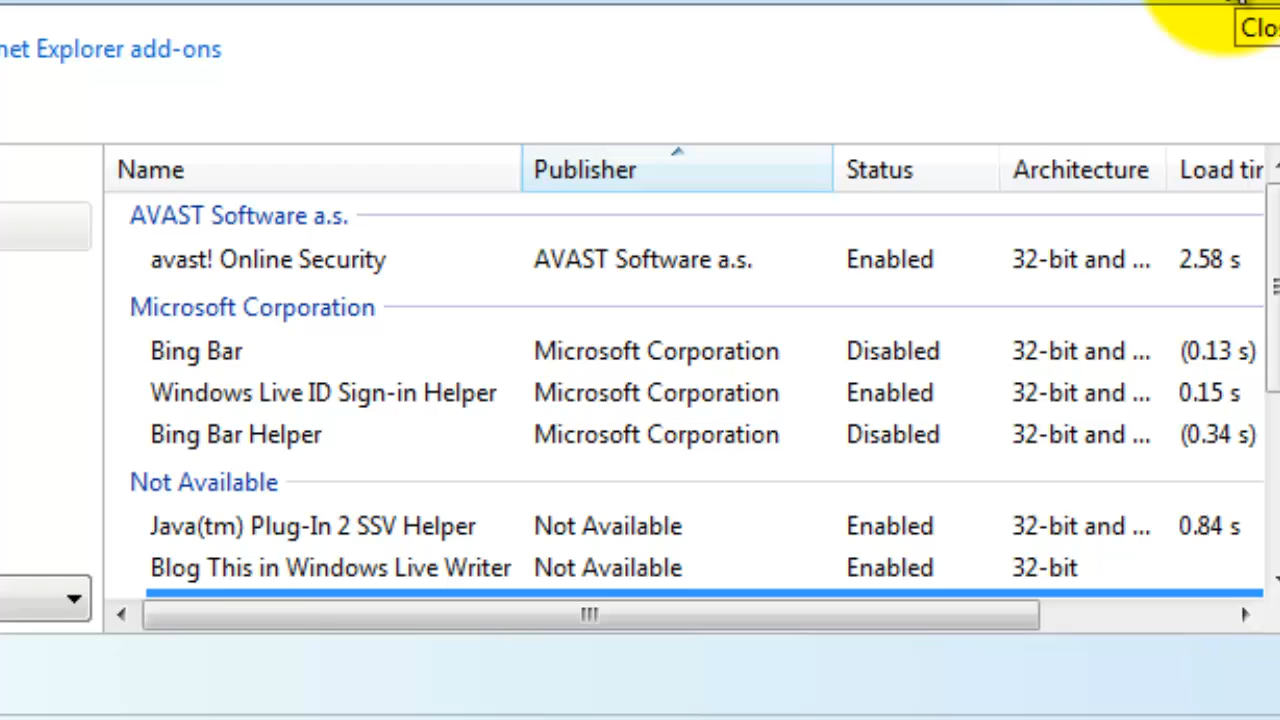 net Explorer add-ons
Clos
Name Publisher Status Architecture Load tir
AVAST Software a.s.
avast! Online Security AVAST Software a.s. Enabled 32-bit and ... 2.58 s
Microsoft Corporation
Bing Bar Microsoft Corporation Disabled 32-bit and ... (0.13 s)
Windows Live ID Sign-in Helper Microsoft Corporation Enabled 32-bit and ... 0.15 s
Bing Bar Helper Microsoft Corporation Disabled 32-bit and ... (0.34 s)
Not Available
Java(tm) Plug-In 2 SSV Helper Not Available Enabled 32-bit and ... 0.84 s
Blog This in Windows Live Writer Not Available Enabled 32-bit